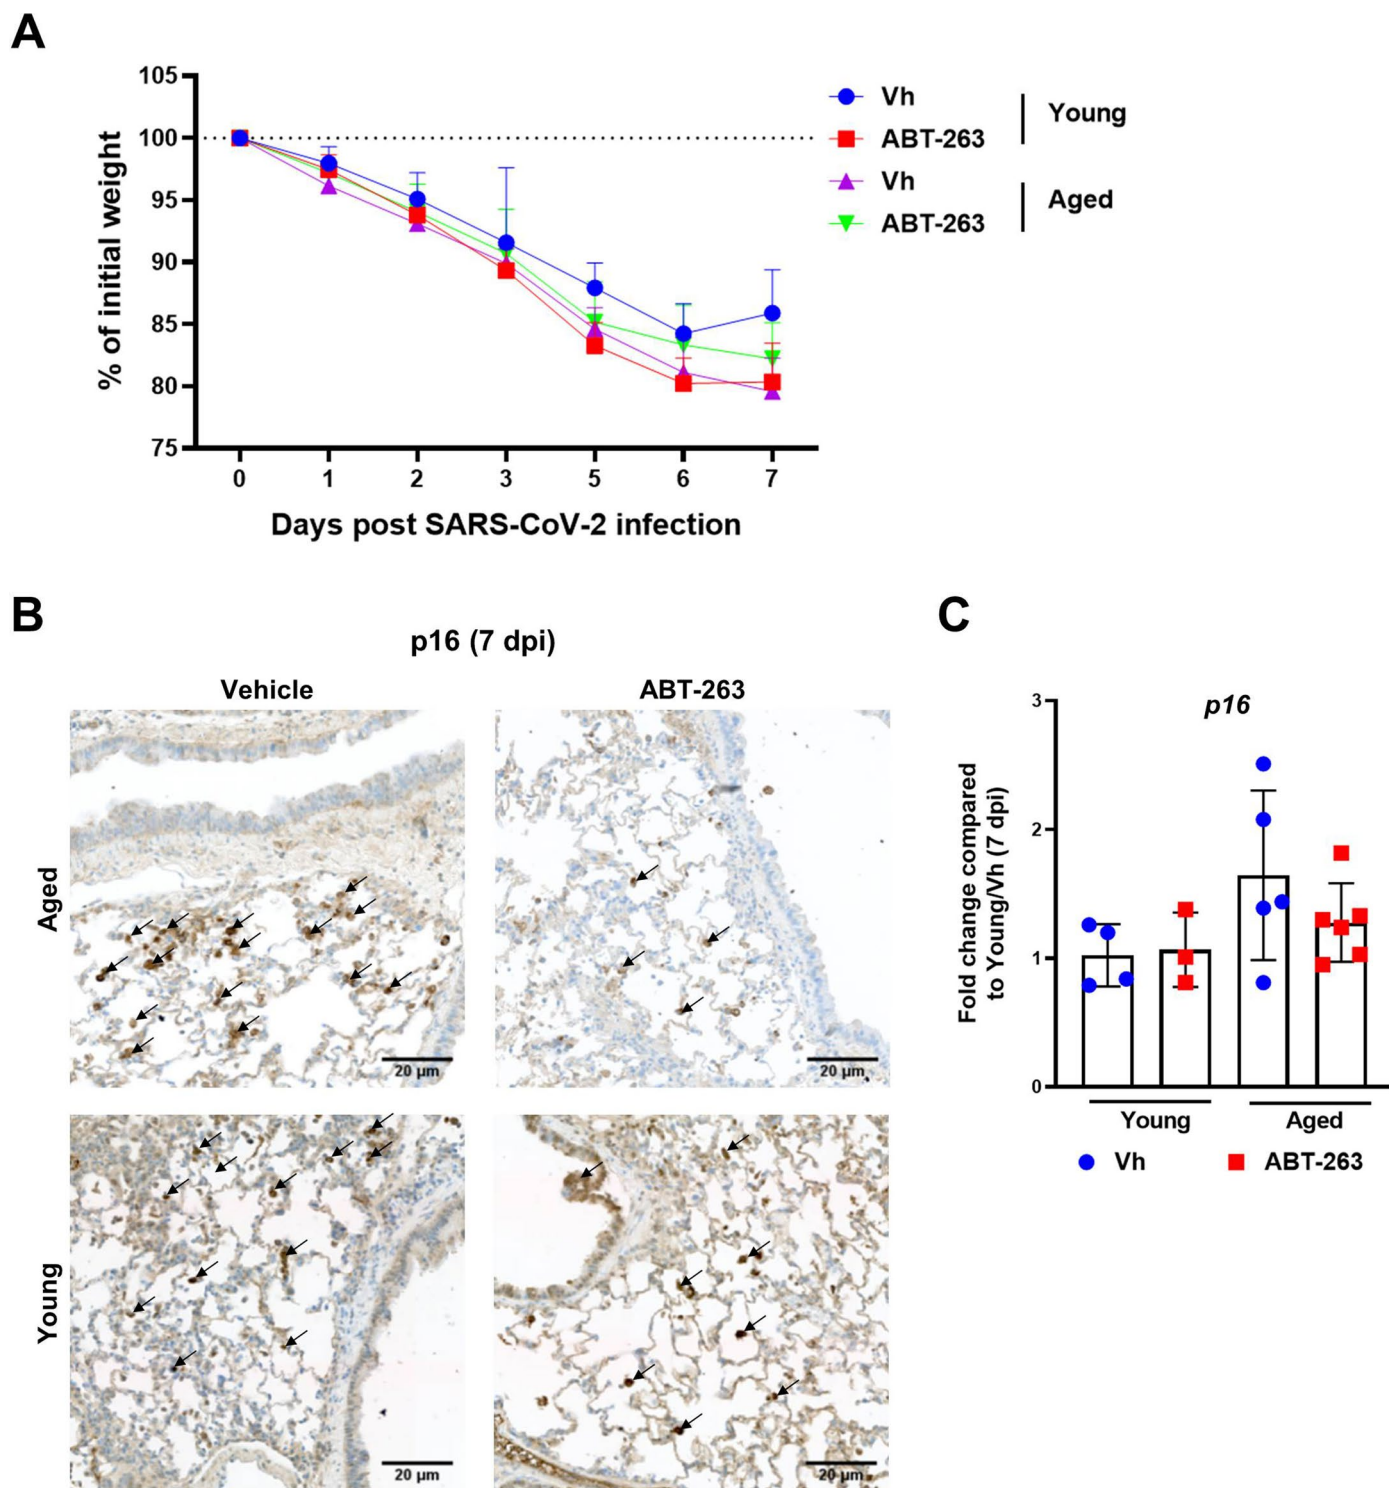 A
105
100
95
90
85
80
75
% of initial weight
0 1 2 3 5 6 7
Days post SARS-CoV-2 infection
Vh
ABT-263
Young
Vh
ABT-263
Aged
B
p16 (7 dpi)
Vehicle ABT-263
Aged
20 µm
20 µm
Young
20 µm
20 µm
C
p16
Fold change compared
to Young/Vh (7 dpi)
3
2
1
0
Young Aged
Vh ABT-263